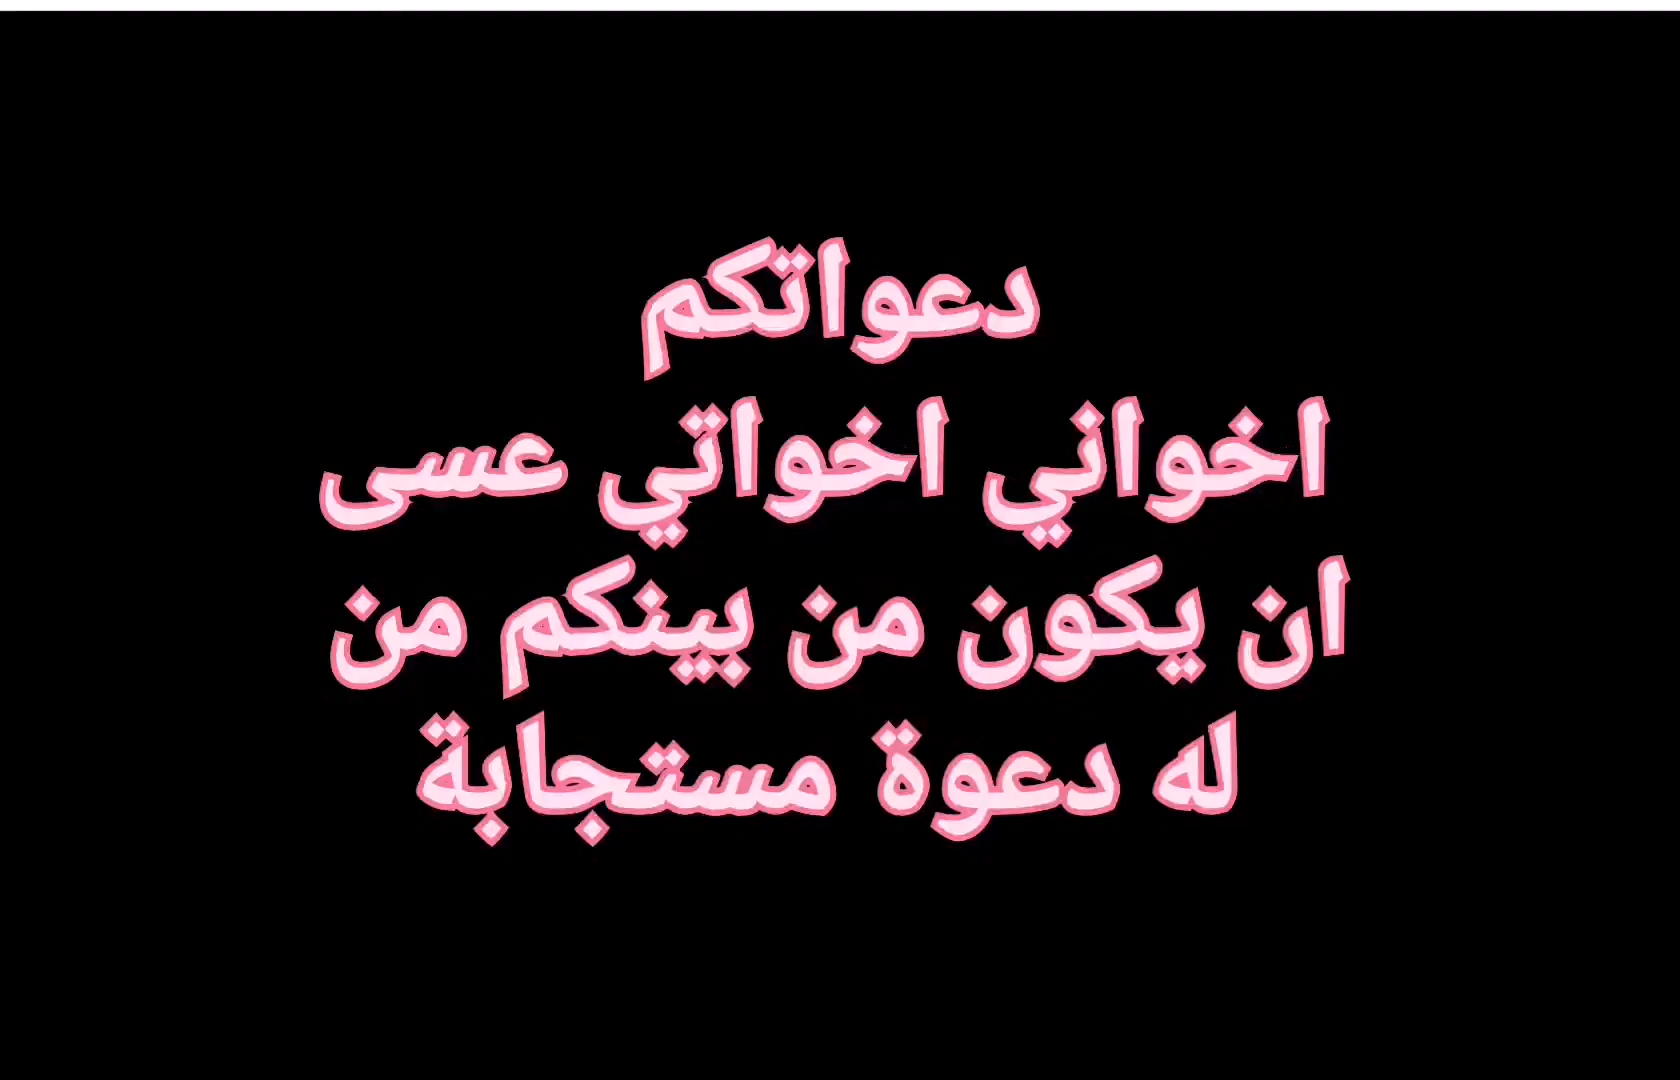 دعواتكم
اخواني اخواتي عسى
ان يكون من بينكم من
له دعوة مستجابة